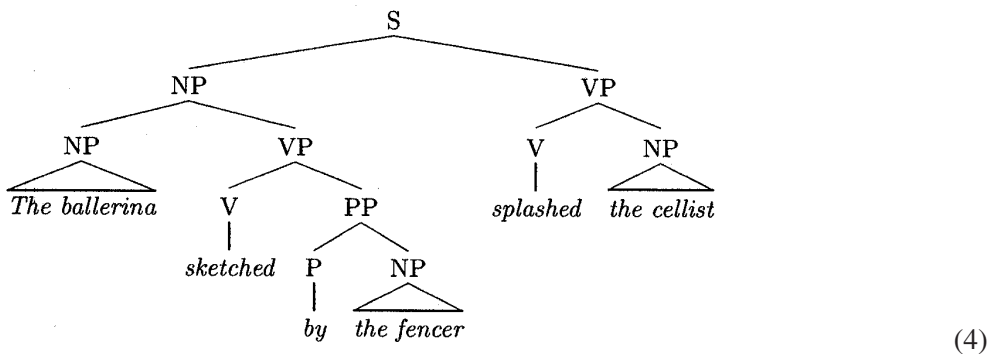 S
NP VP
NP VP V NP
The ballerina V PP splashed the cellist
sketched P NP
by the fencer
(4)